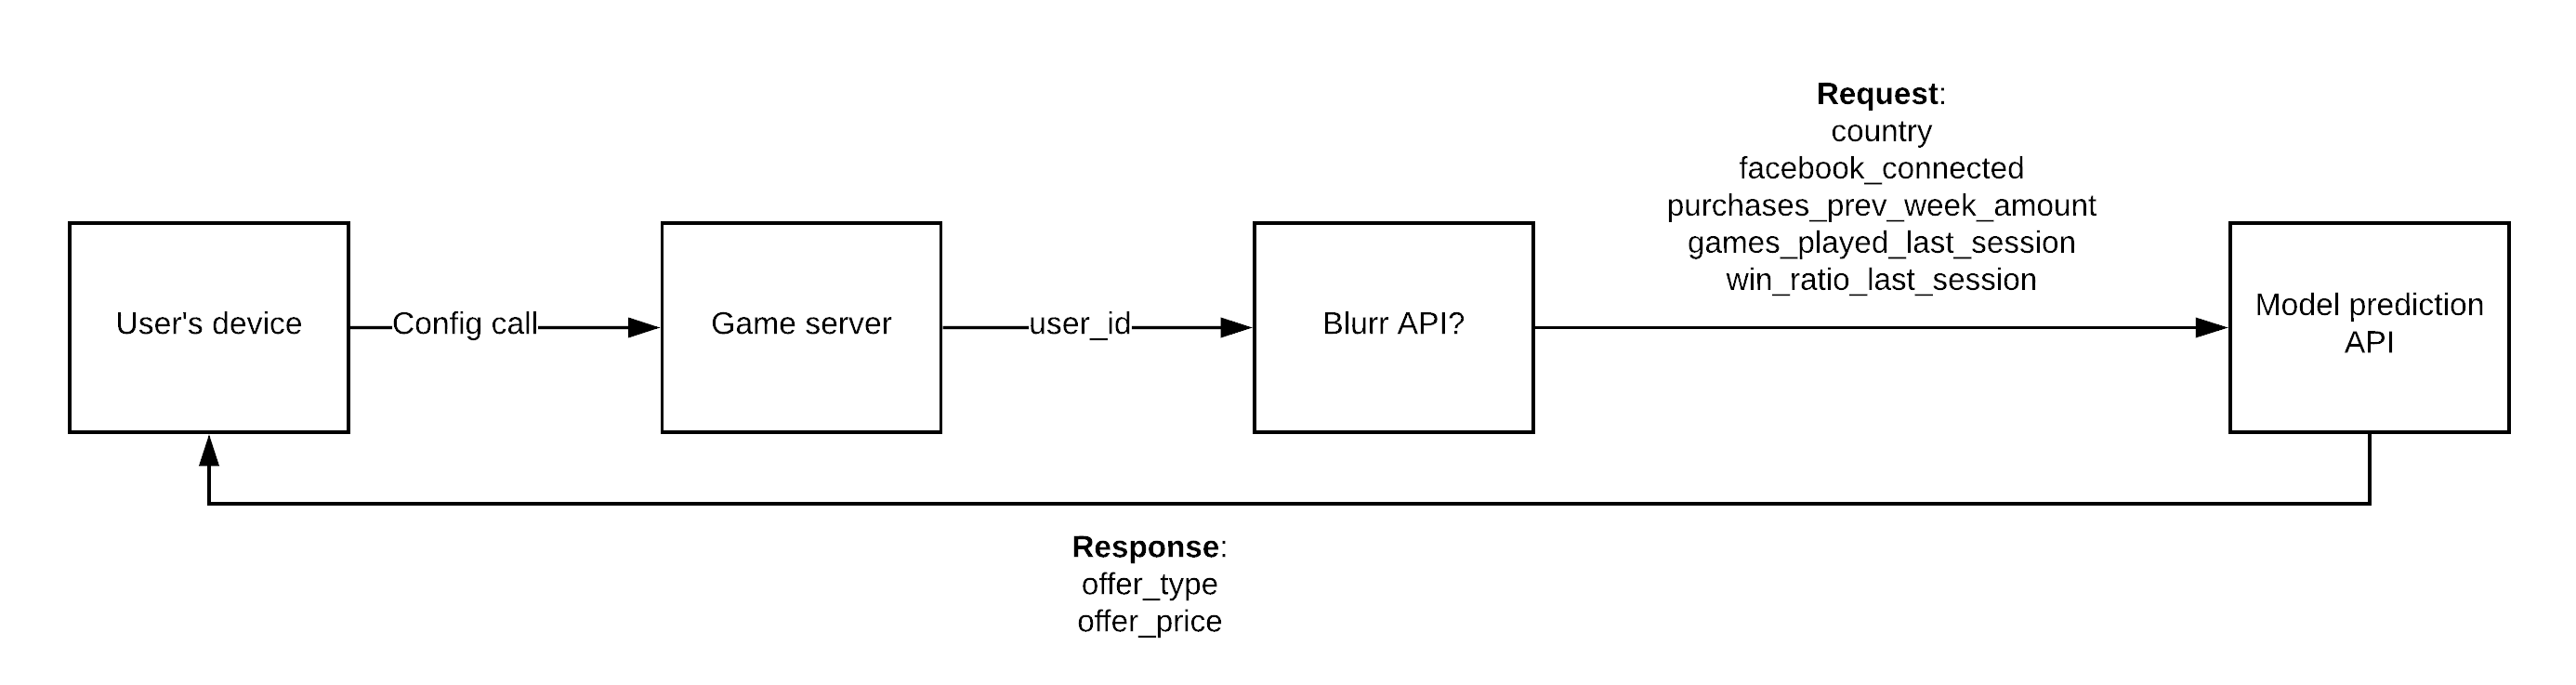 Request:
country
facebook_connected
purchases_prev_week_amount
games_played_last_session
win_ratio_last_session
User's device
Config call
Game server
user_id
Blurr API?
Model prediction
API
Response:
offer_type
offer_price